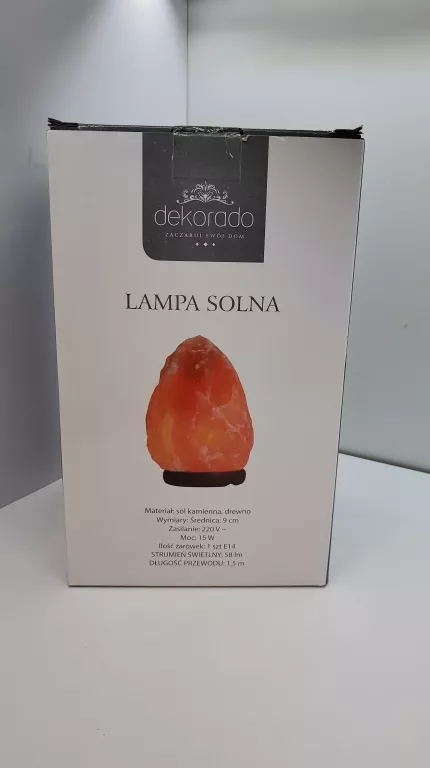 dekorado
ZACZARUJ SWÓJ DOM
LAMPA SOLNA
Materiał: sól kamienna, drewno
Wymiary: Średnica: 9 cm
Zasilanie: 220 V ~
Moc: 15 W
Ilość żarówek: 1 szt E14
STRUMIEŃ ŚWIETLNY: 58 lm
DŁUGOŚĆ PRZEWODU: 1,5 m